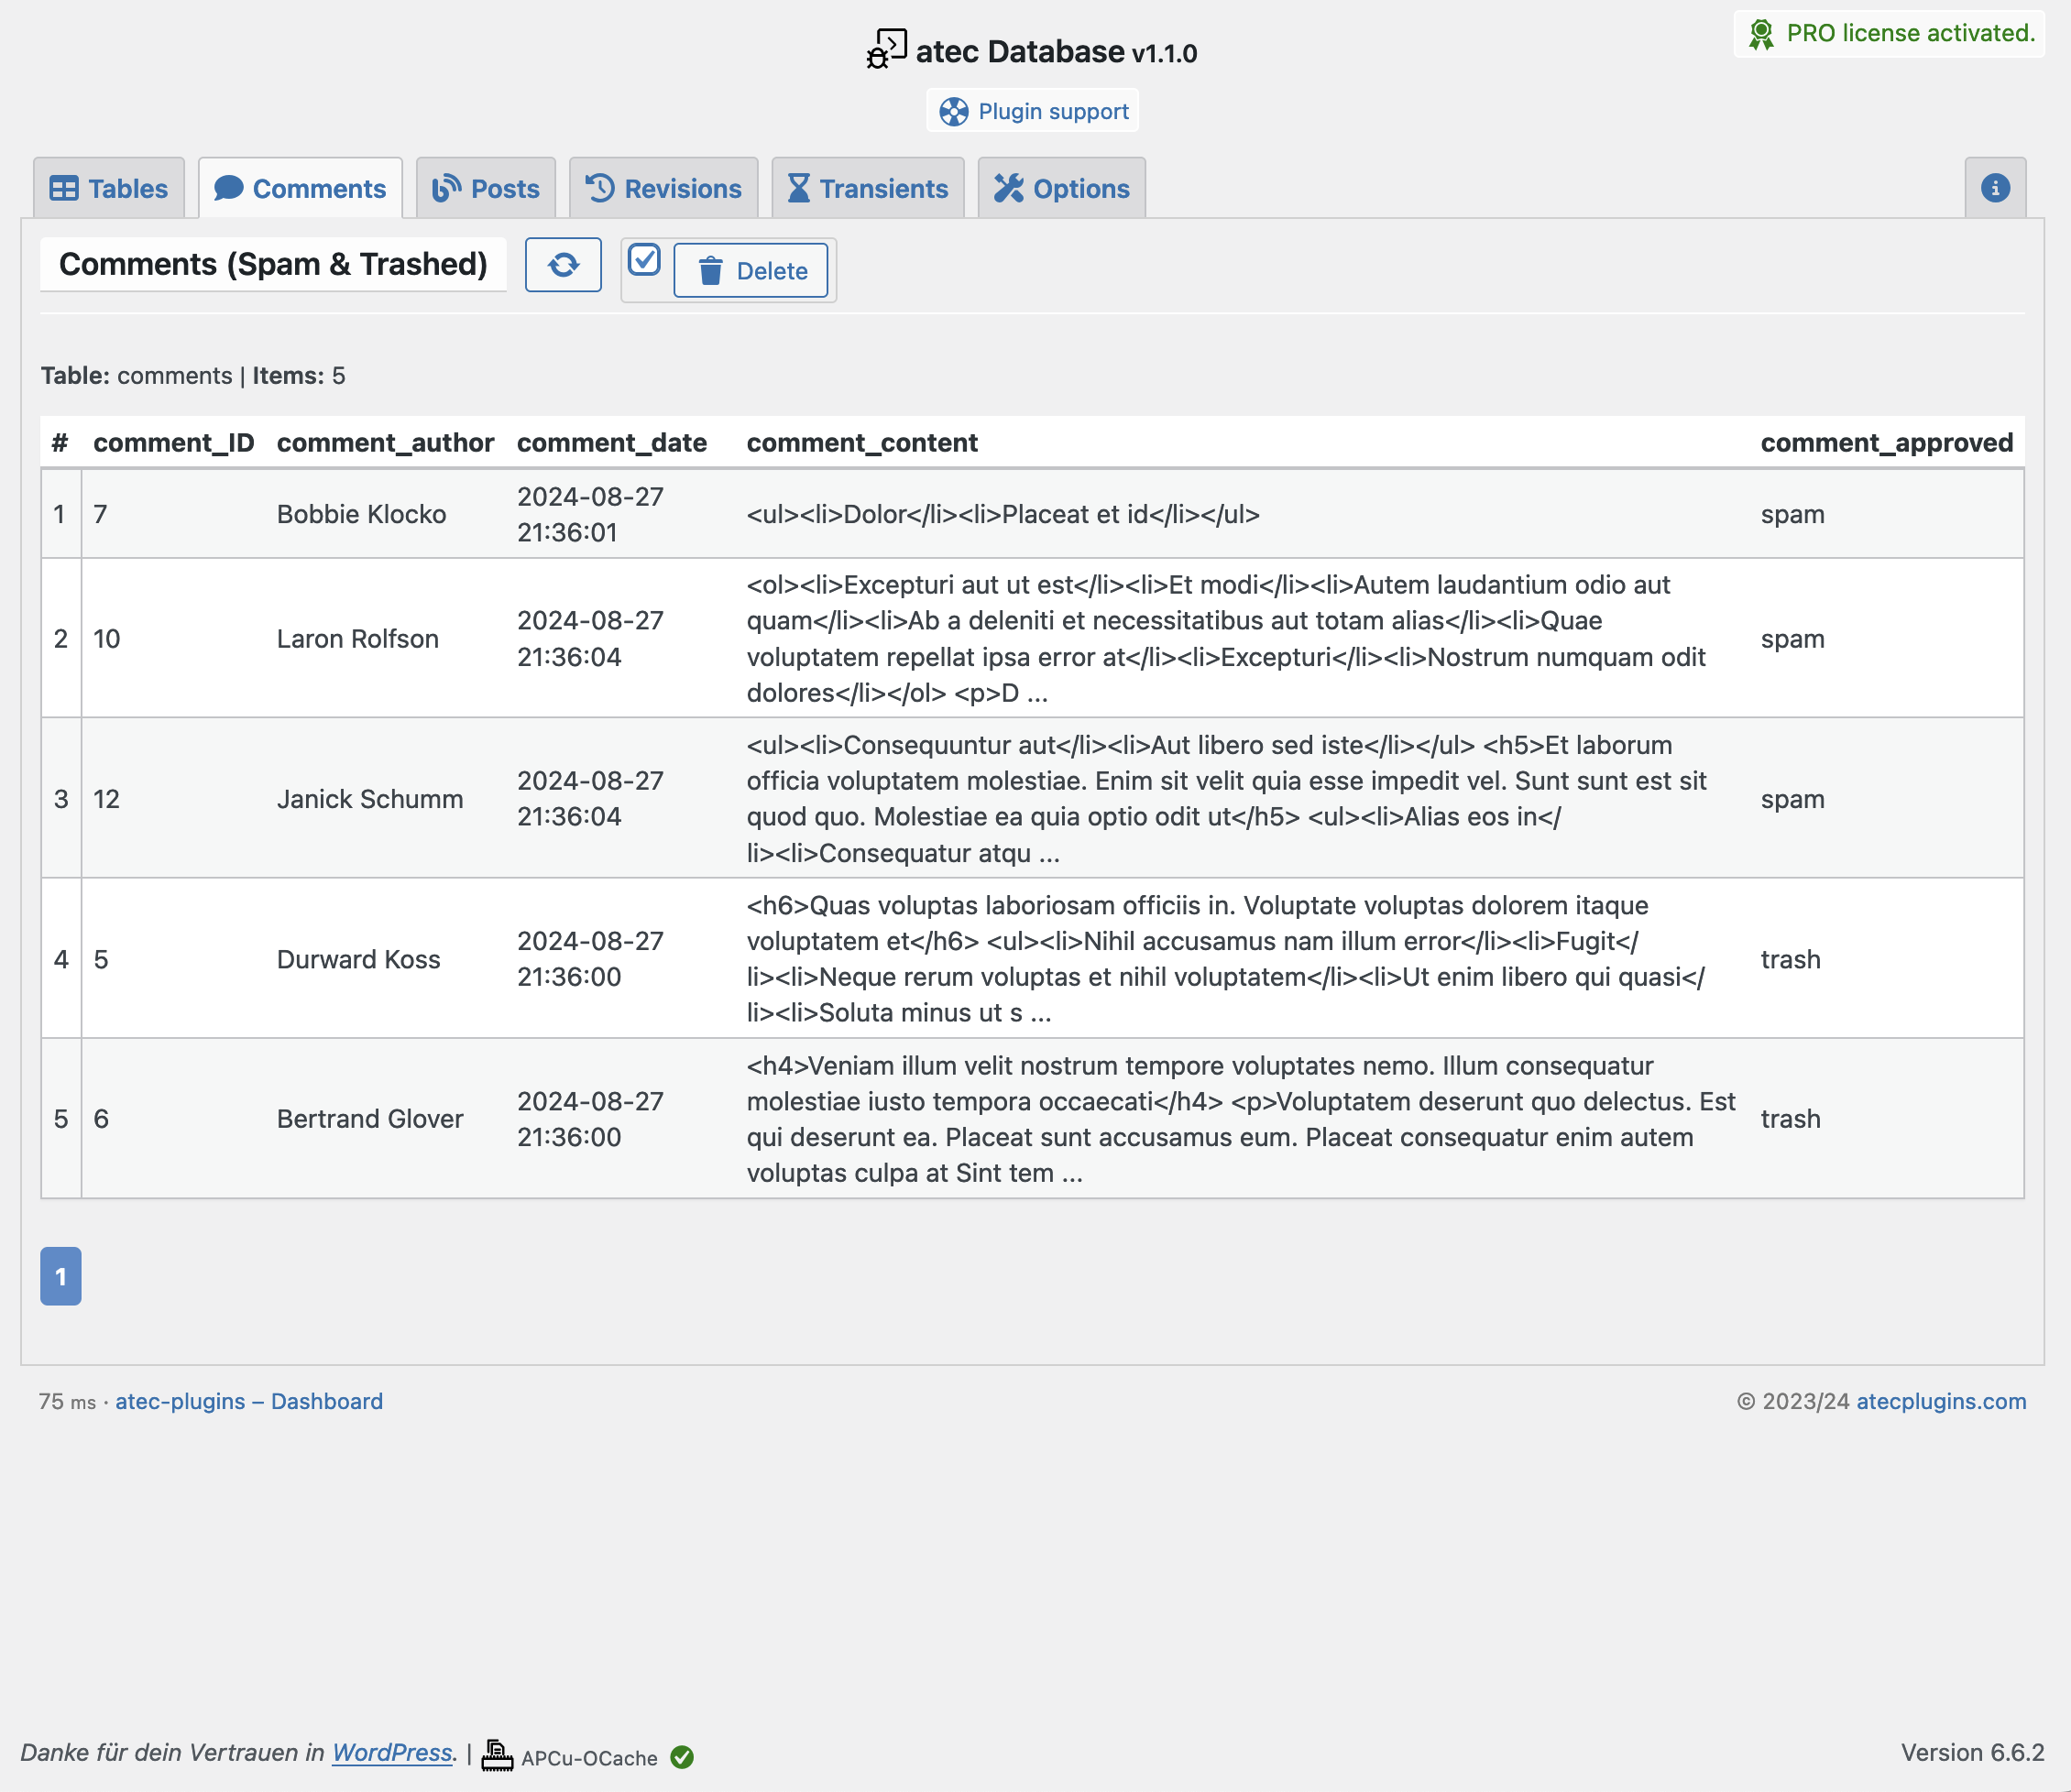 PRO license activated.
atec Database v1.1.0
Plugin support
Tables Comments Posts Revisions Transients Options
Comments (Spam & Trashed) Delete
Table: comments | Items: 5
# comment_ID comment_author comment_date comment_content comment_approved
1 7 Bobbie Klocko 2024-08-27
21:36:01 <ul><li>Dolor</li><li>Placeat et id</li></ul> spam
2 10 Laron Rolfson 2024-08-27
21:36:04
<ol><li>Excepturi aut ut est</li><li>Et modi</li><li>Autem laudantium odio aut
quam</li><li>Ab a deleniti et necessitatibus aut totam alias</li><li>Quae
voluptatem repellat ipsa error at</li><li>Excepturi</li><li>Nostrum numquam odit
dolores</li></ol> <p>D ...
spam
3 12 Janick Schumm 2024-08-27
21:36:04
<ul><li>Consequuntur aut</li><li>Aut libero sed iste</li></ul> <h5>Et laborum
officia voluptatem molestiae. Enim sit velit quia esse impedit vel. Sunt sunt est sit
quod quo. Molestiae ea quia optio odit ut</h5> <ul><li>Alias eos in</
li><li>Consequatur atqu ...
spam
4 5 Durward Koss 2024-08-27
21:36:00
<h6>Quas voluptas laboriosam officiis in. Voluptate voluptas dolorem itaque
voluptatem et</h6> <ul><li>Nihil accusamus nam illum error</li><li>Fugit</
li><li>Neque rerum voluptas et nihil voluptatem</li><li>Ut enim libero qui quasi</
li><li>Soluta minus ut s ...
trash
5 6 Bertrand Glover 2024-08-27
21:36:00
<h4>Veniam illum velit nostrum tempore voluptates nemo. Illum consequatur
molestiae iusto tempora occaecati</h4> <p>Voluptatem deserunt quo delectus. Est
qui deserunt ea. Placeat sunt accusamus eum. Placeat consequatur enim autem
voluptas culpa at Sint tem ...
trash
1
75 ms · atec-plugins – Dashboard
© 2023/24 atecplugins.com
Danke für dein Vertrauen in WordPress. | APCu-OCache
Version 6.6.2